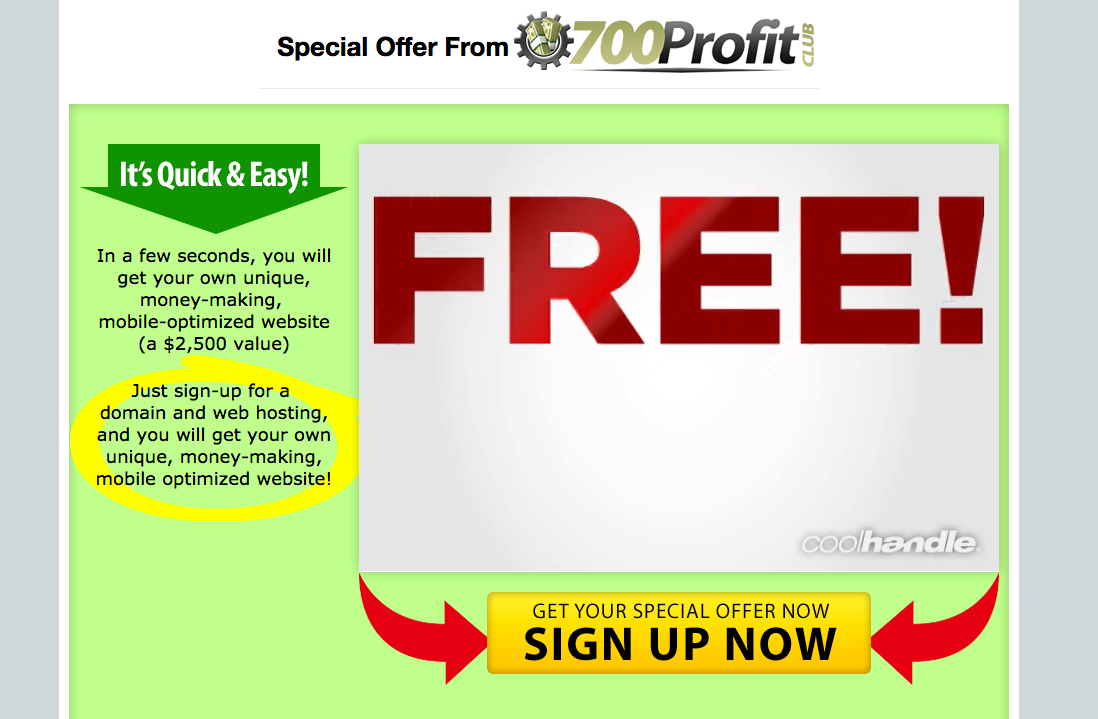 Special Offer From 700Profit CLUB
It's Quick & Easy!
In a few seconds, you will
get your own unique,
money-making,
mobile-optimized website
(a $2,500 value)
Just sign-up for a
domain and web hosting,
and you will get your own
unique, money-making,
mobile optimized website!
FREE!
coolhandle
GET YOUR SPECIAL OFFER NOW
SIGN UP NOW